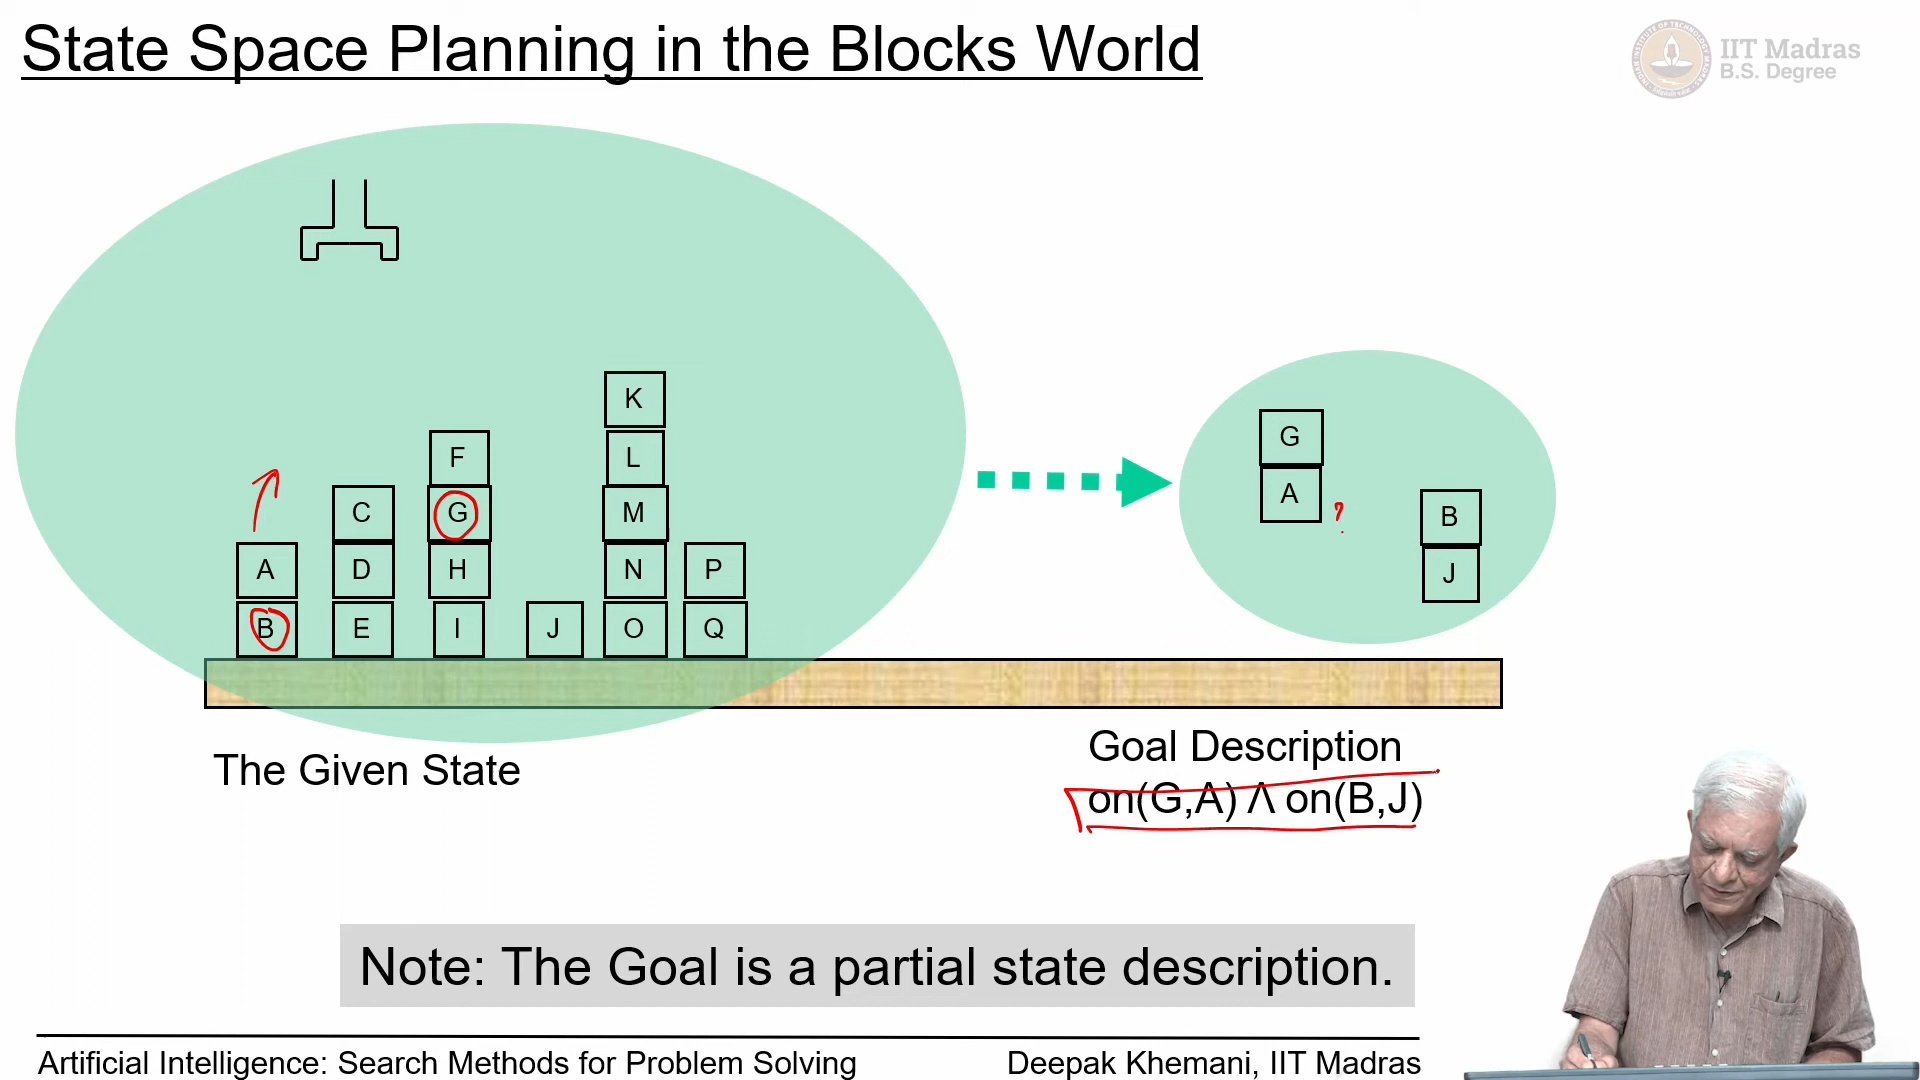 State Space Planning in the Blocks World
IIT Madras
B.S. Degree
K
F L
C G M G
A D H N P A ? B
B E I J O Q J
The Given State
Goal Description
on(G,A) Λ on(B,J)
Note: The Goal is a partial state description.
Artificial Intelligence: Search Methods for Problem Solving
Deepak Khemani, IIT Madras